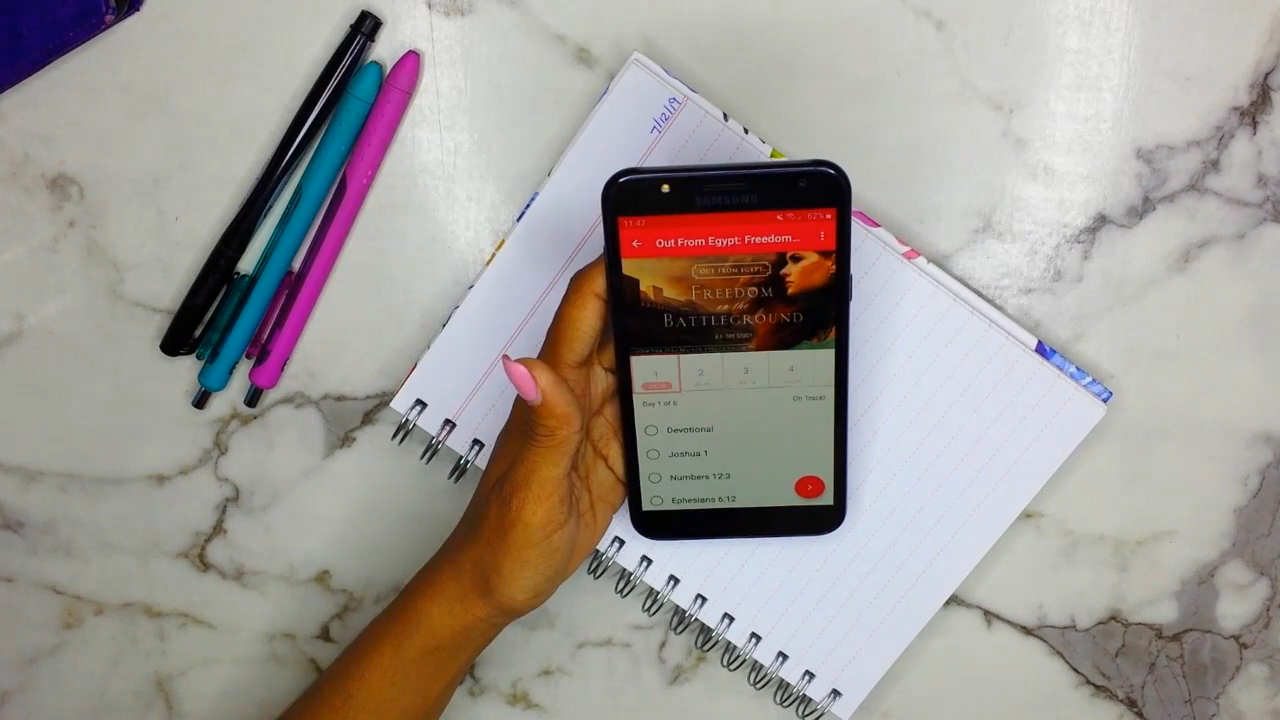 7/12/19
SAMSUNG
11:47 62%
Out From Egypt: Freedom...
OUT FROM EGYPT
FREEDOM
on the
BATTLEGROUND
1 2 3 4
Day 1 of 6 On Track!
Devotional
Joshua 1
Numbers 12:3
Ephesians 6:12